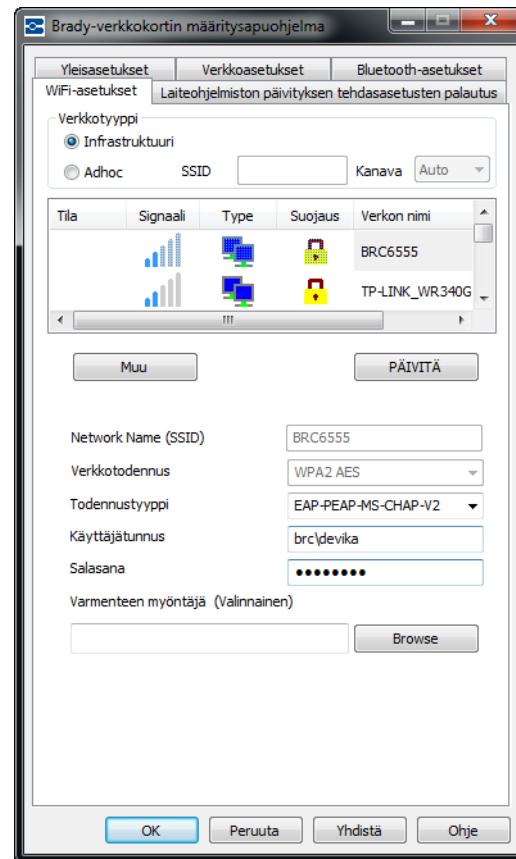 Brady-verkkokortin määritysapuohjelma
Yleisasetukset Verkkoasetukset Bluetooth-asetukset
WiFi-asetukset Laiteohjelmiston päivityksen tehdasasetusten palautus
Verkkotyyppi
Infrastruktuuri
Adhoc SSID Kanava Auto
Tila Signaali Type Suojaus Verkon nimi
BRC6555
TP-LINK_WR340G
Muu PÄIVITÄ
Network Name (SSID) BRC6555
Verkkotodennus WPA2 AES
Todennustyyppi EAP-PEAP-MS-CHAP-V2
Käyttäjätunnus brc\devika
Salasana ●●●●●●●●
Varmenteen myöntäjä (Valinnainen)
Browse
OK Peruuta Yhdistä Ohje